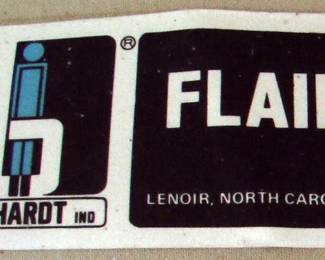 ®
FLAI
LENOIR, NORTH CARO
HARDT IND